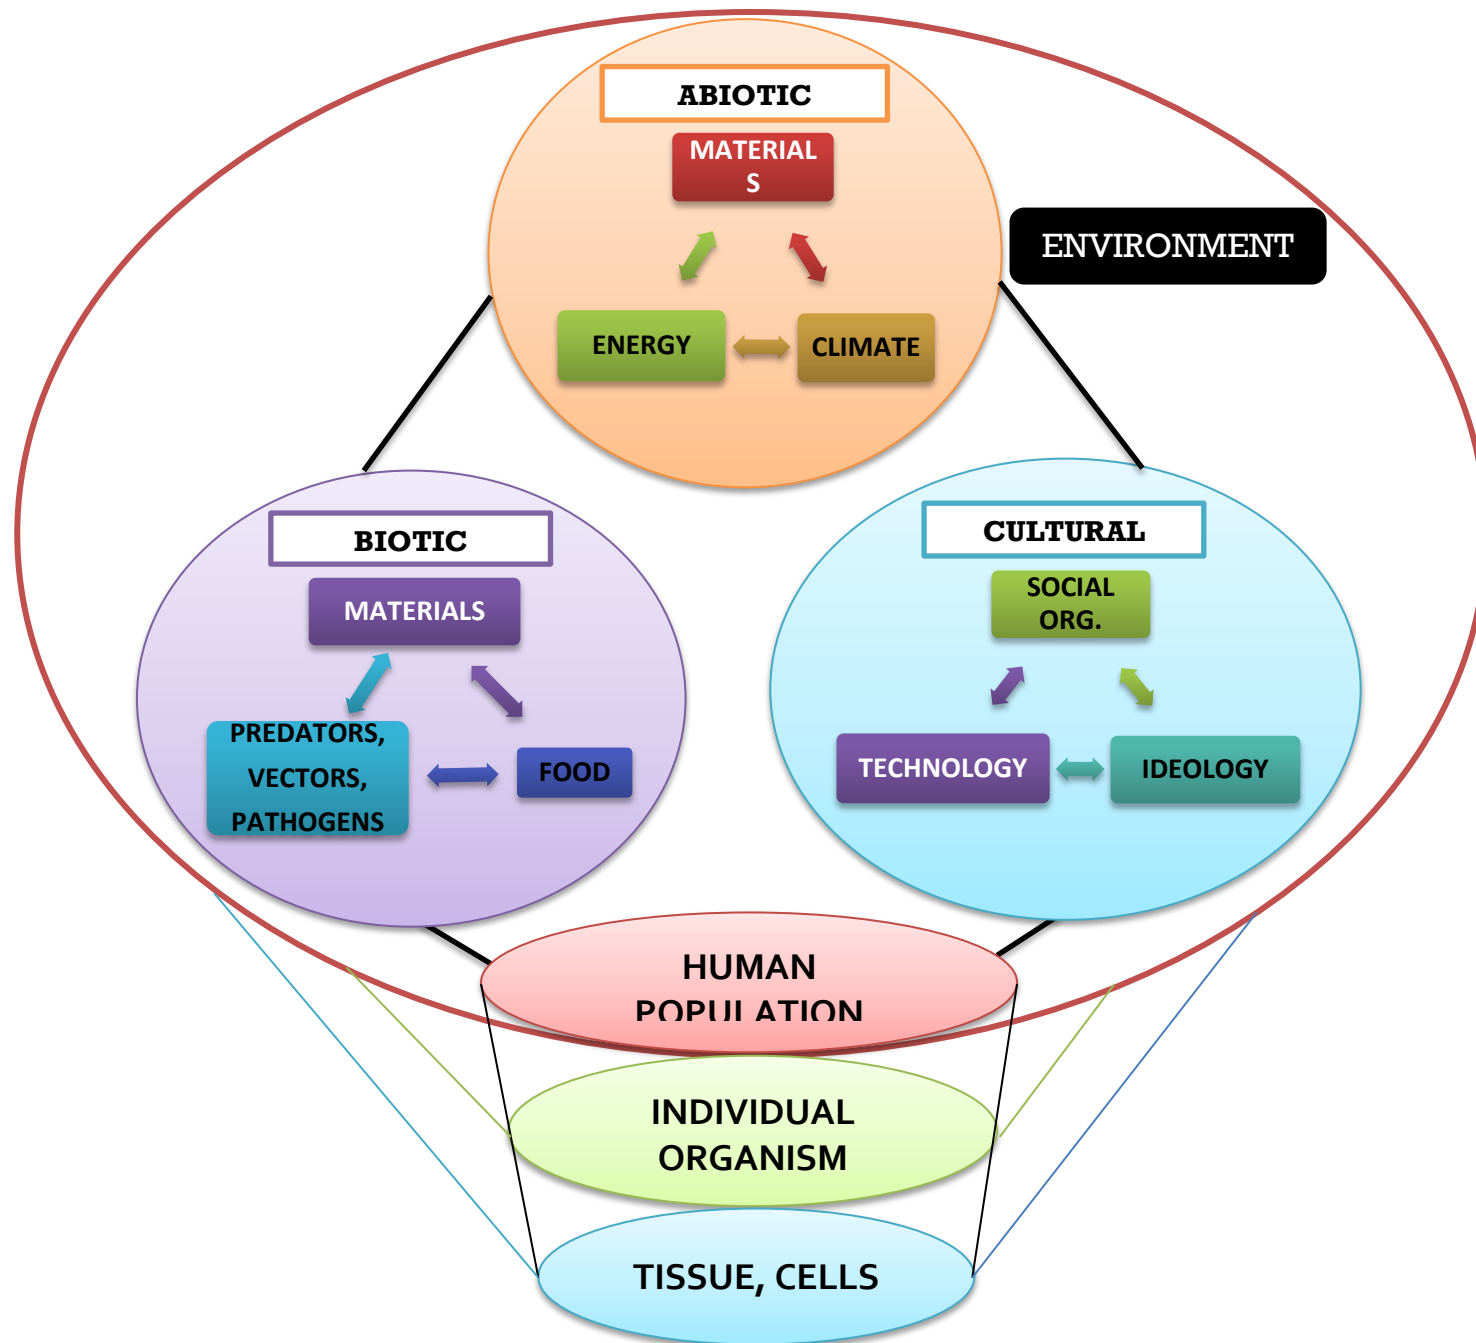 ABIOTIC
MATERIAL
S
ENVIRONMENT
ENERGY
CLIMATE
BIOTIC
MATERIALS
PREDATORS,
VECTORS,
PATHOGENS
FOOD
CULTURAL
SOCIAL
ORG.
TECHNOLOGY
IDEOLOGY
HUMAN
POPULATION
INDIVIDUAL
ORGANISM
TISSUE, CELLS